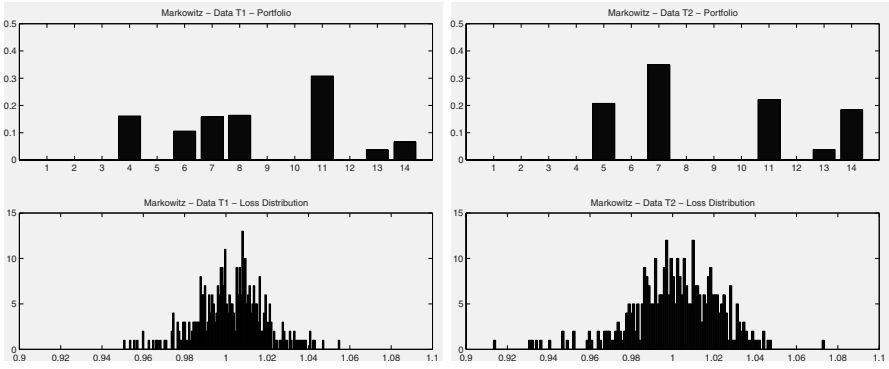 Markowitz – Data T1 – Portfolio
0.5
0.4
0.3
0.2
0.1
0
1 2 3 4 5 6 7 8 9 10 11 12 13 14
Markowitz – Data T2 – Portfolio
0.5
0.4
0.3
0.2
0.1
0
1 2 3 4 5 6 7 8 9 10 11 12 13 14
Markowitz – Data T1 – Loss Distribution
15
10
5
0
0.9 0.92 0.94 0.96 0.98 1 1.02 1.04 1.06 1.08 1.1
Markowitz – Data T2 – Loss Distribution
15
10
5
0
0.9 0.92 0.94 0.96 0.98 1 1.02 1.04 1.06 1.08 1.1